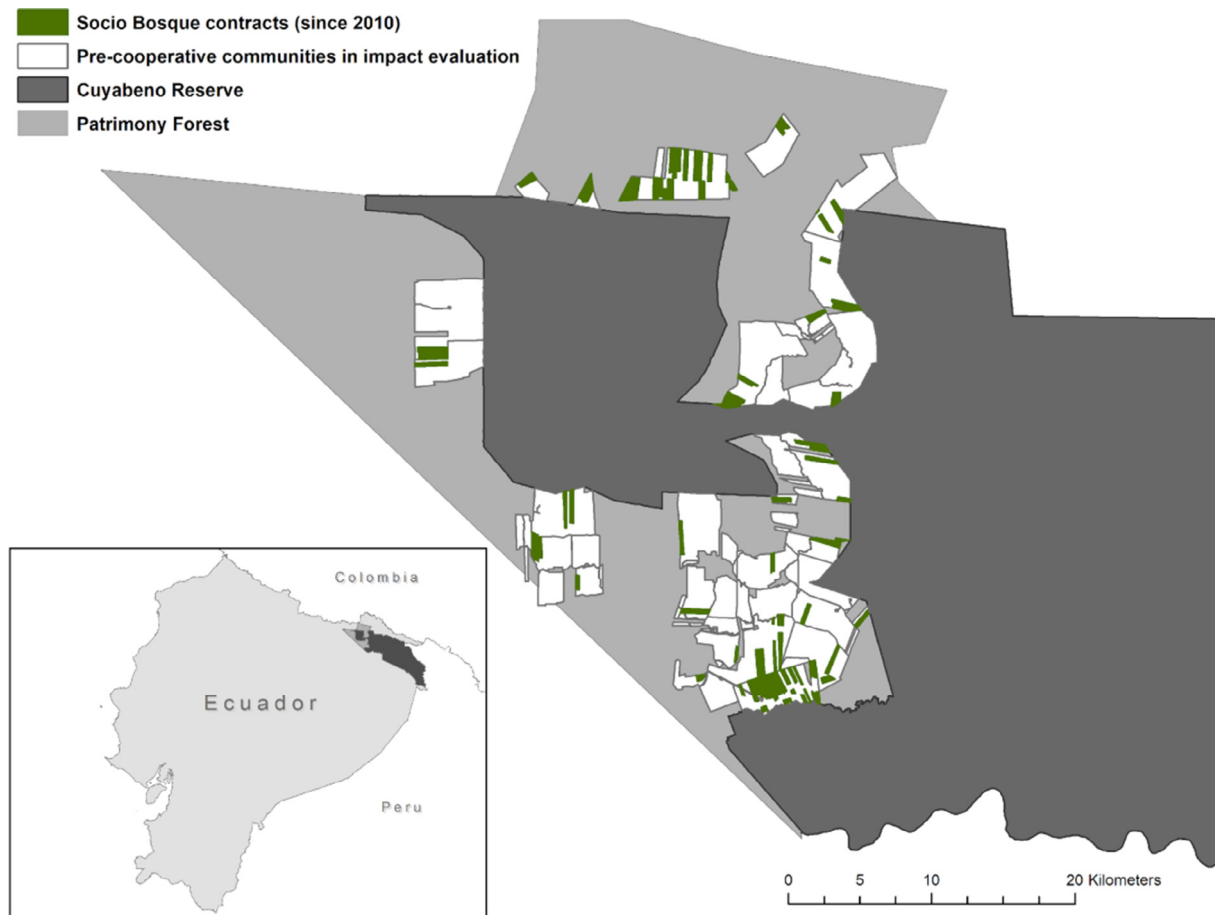 Socio Bosque contracts (since 2010)
Pre-cooperative communities in impact evaluation
Cuyabeno Reserve
Patrimony Forest
Colombia
Ecuador
Peru
0 5 10 20 Kilometers